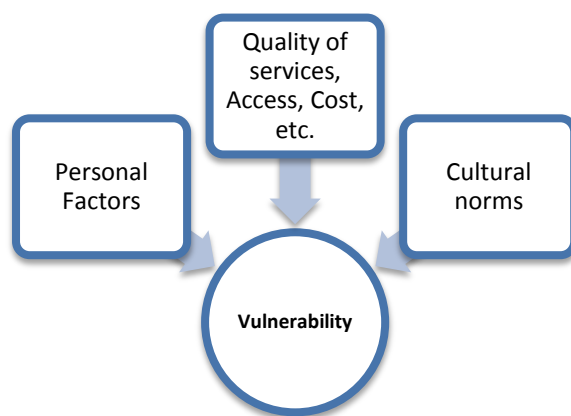 Quality of
services,
Access, Cost,
etc.
Personal
Factors
Cultural
norms
Vulnerability